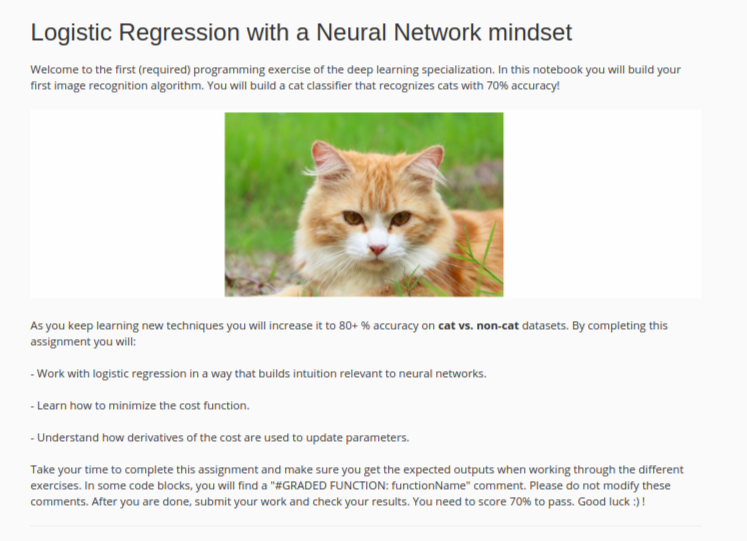 Logistic Regression with a Neural Network mindset
Welcome to the first (required) programming exercise of the deep learning specialization. In this notebook you will build your
first image recognition algorithm. You will build a cat classifier that recognizes cats with 70% accuracy!
As you keep learning new techniques you will increase it to 80+ % accuracy on cat vs. non-cat datasets. By completing this
assignment you will:
- Work with logistic regression in a way that builds intuition relevant to neural networks.
- Learn how to minimize the cost function.
- Understand how derivatives of the cost are used to update parameters.
Take your time to complete this assignment and make sure you get the expected outputs when working through the different
exercises. In some code blocks, you will find a "#GRADED FUNCTION: functionName" comment. Please do not modify these
comments. After you are done, submit your work and check your results. You need to score 70% to pass. Good luck :) !